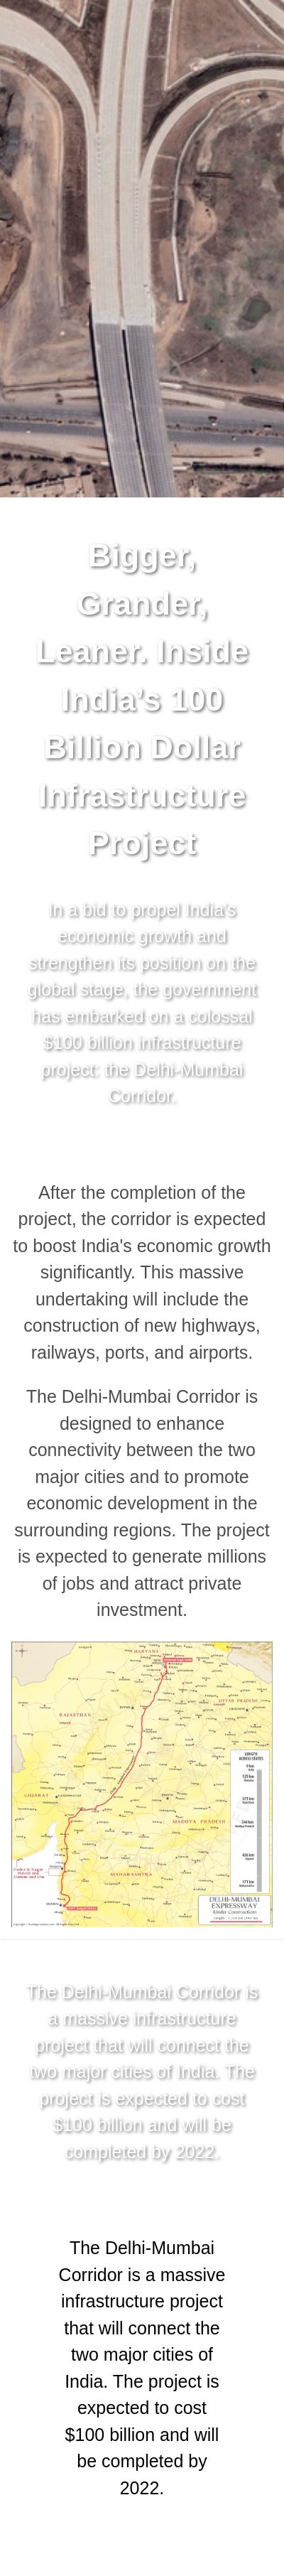 Bigger,
Grander,
Leaner. Inside
India's 100
Billion Dollar
Infrastructure
Project
In a bid to propel India's
economic growth and
strengthen its position on the
global stage, the government
has embarked on a colossal
$100 billion infrastructure
project: the Delhi-Mumbai
Corridor.
After the completion of the
project, the corridor is expected
to boost India's economic growth
significantly. This massive
undertaking will include the
construction of new highways,
railways, ports, and airports.
The Delhi-Mumbai Corridor is
designed to enhance
connectivity between the two
major cities and to promote
economic development in the
surrounding regions. The project
is expected to generate millions
of jobs and attract private
investment.
HARYANA
UTTAR PRADESH
RAJASTHAN
LENGTH
ACROSS STATES
GUJARAT
MADHYA PRADESH
MAHARASHTRA
DELHI-MUMBAI
EXPRESSWAY
(Under Construction)
The Delhi-Mumbai Corridor is
a massive infrastructure
project that will connect the
two major cities of India. The
project is expected to cost
$100 billion and will be
completed by 2022.
The Delhi-Mumbai
Corridor is a massive
infrastructure project
that will connect the
two major cities of
India. The project is
expected to cost
$100 billion and will
be completed by
2022.